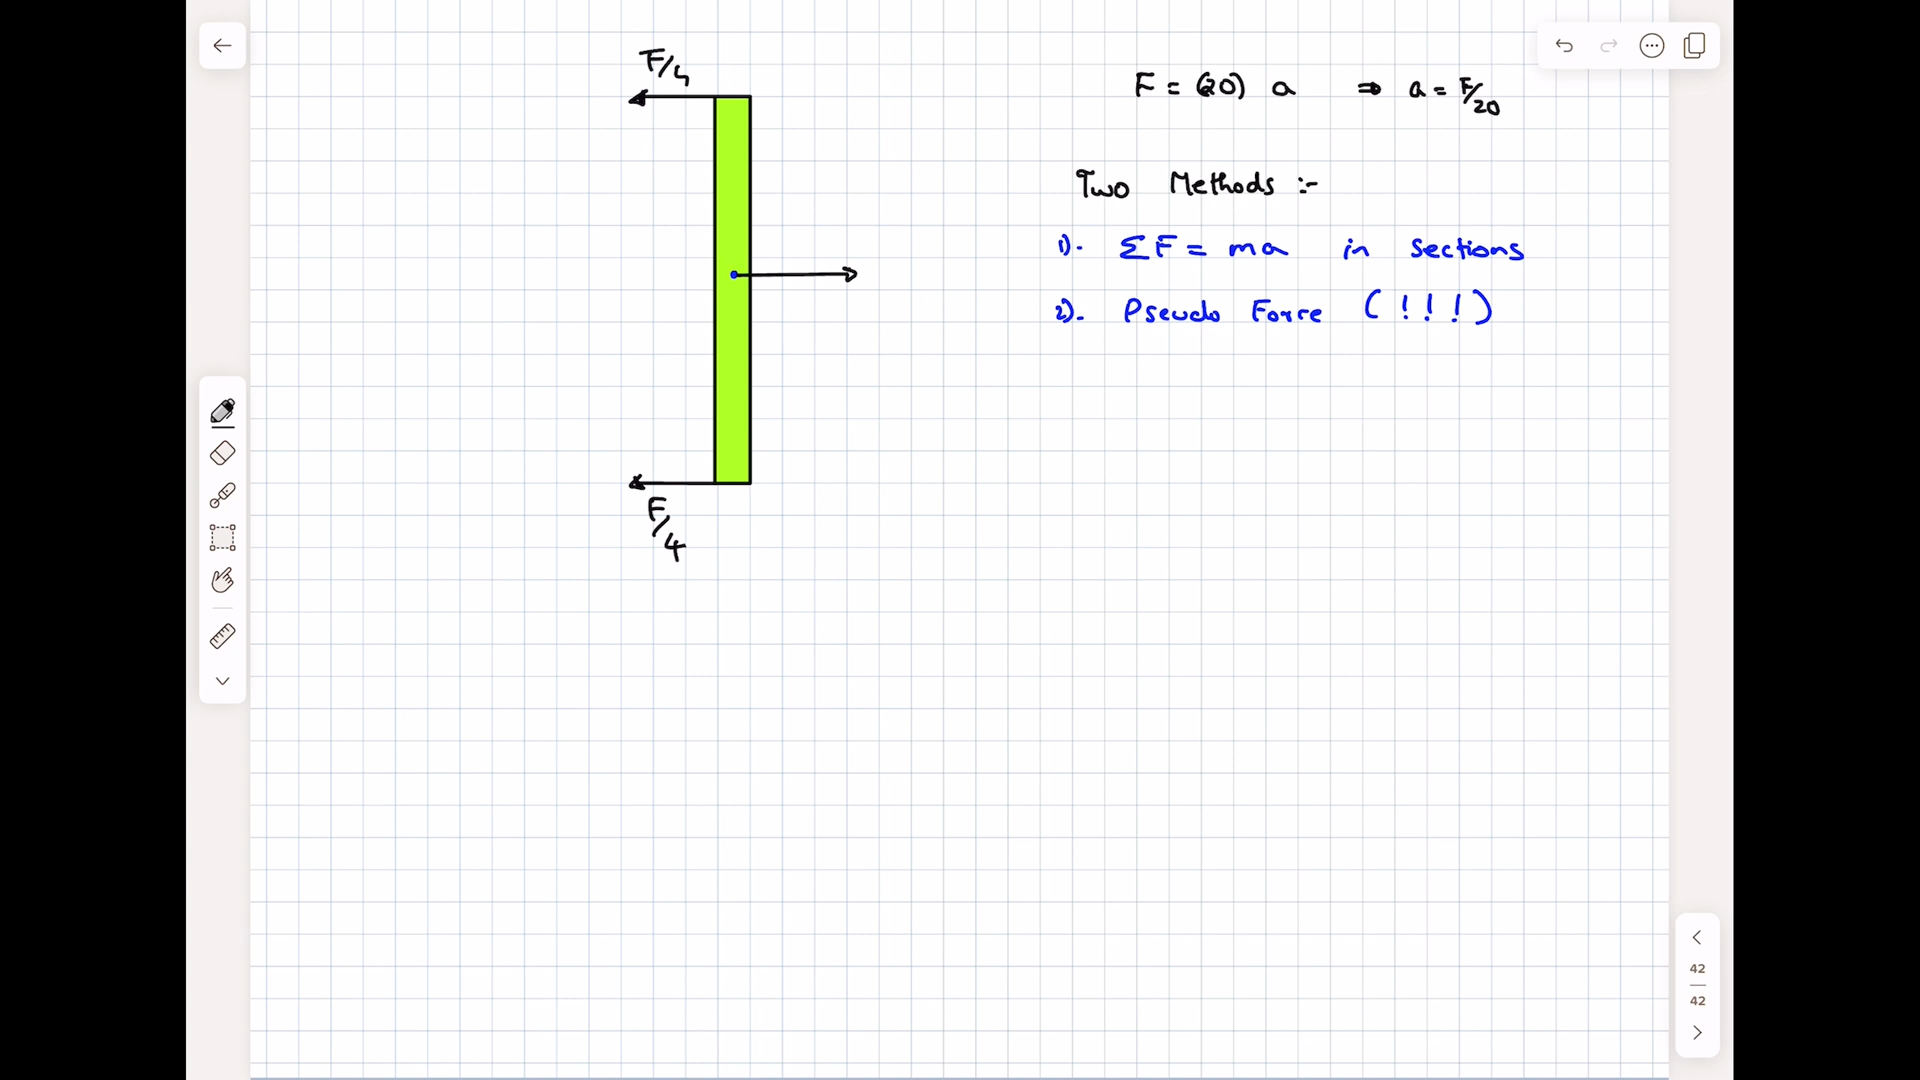 F/4
F = (20) a ⇒ a = F/20
Two Methods :-
1). ΣF = ma in sections
2). Pseudo Force (!!!)
F/4
42
42